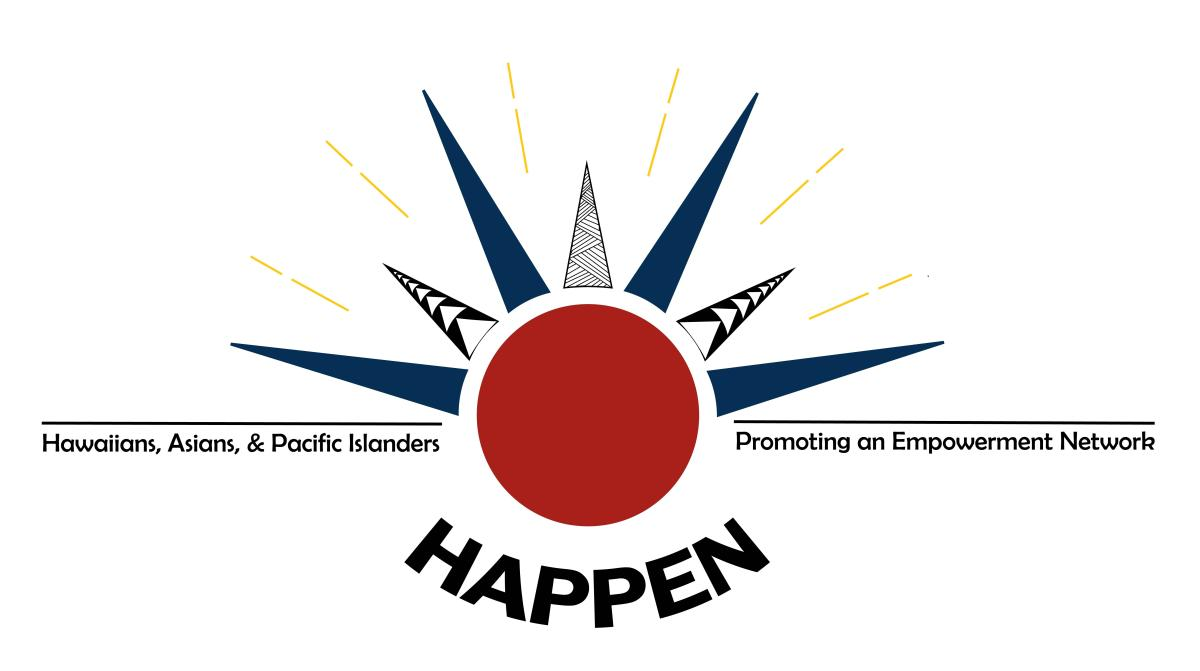 Hawaiians, Asians, & Pacific Islanders
Promoting an Empowerment Network
HAPPEN